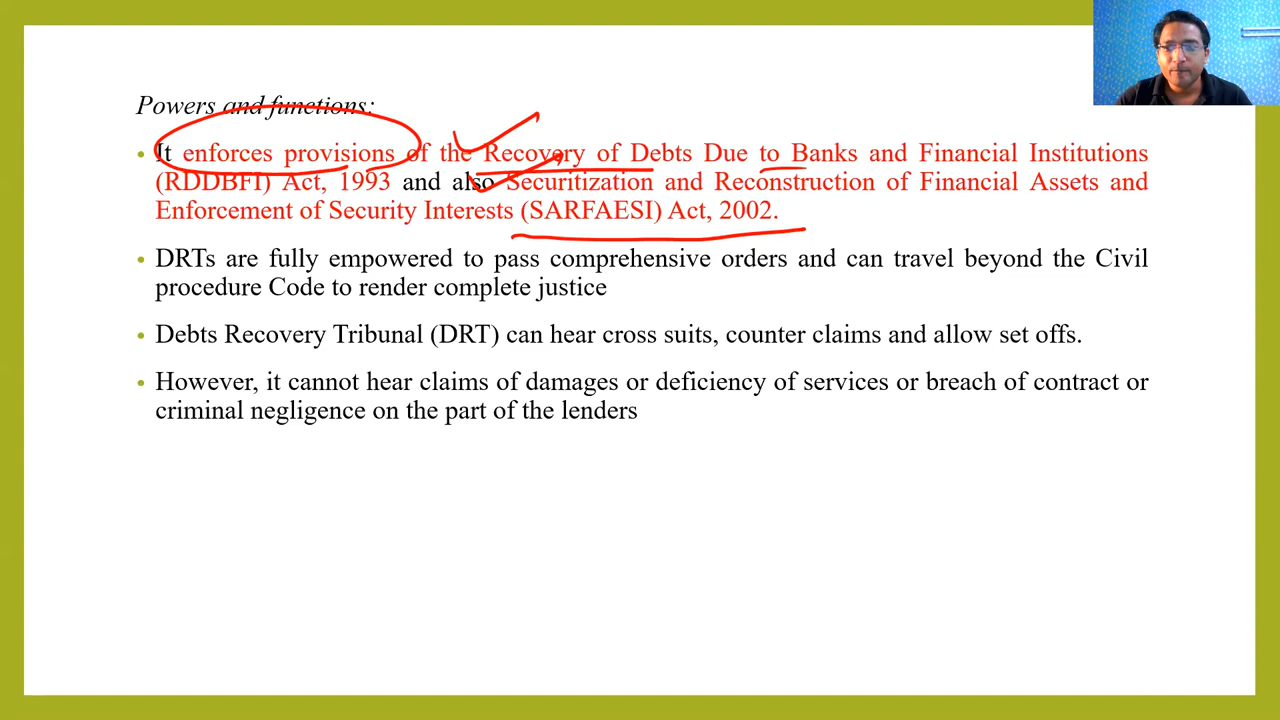 Powers and functions:
• It enforces provisions of the Recovery of Debts Due to Banks and Financial Institutions
(RDDBFI) Act, 1993 and also Securitization and Reconstruction of Financial Assets and
Enforcement of Security Interests (SARFAESI) Act, 2002.
• DRTs are fully empowered to pass comprehensive orders and can travel beyond the Civil
procedure Code to render complete justice
• Debts Recovery Tribunal (DRT) can hear cross suits, counter claims and allow set offs.
• However, it cannot hear claims of damages or deficiency of services or breach of contract or
criminal negligence on the part of the lenders